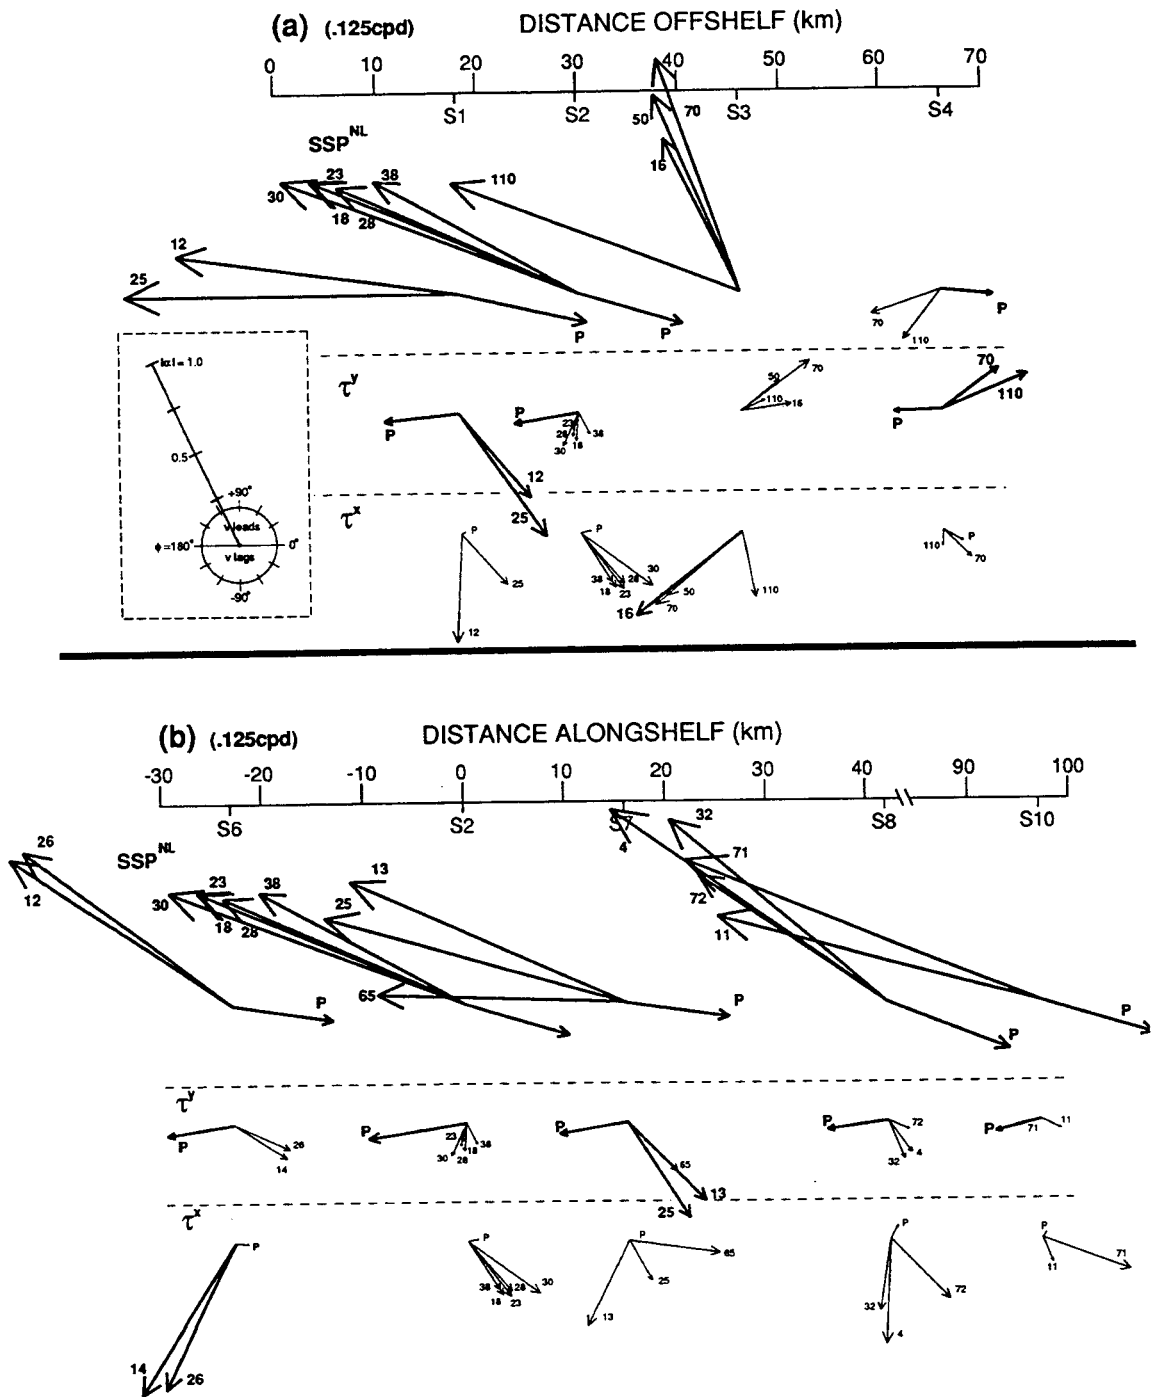 (a) (.125cpd) DISTANCE OFFSHELF (km)
0 10 20 30 40 50 60 70
S1 S2 S3 S4
SSP^NL
50 70
16
30 23 38 110
18 28
12
25
P P P
70 110
|α| = 1.0
0.5
+90°
v leads
φ = 180° 0°
v lags
-90°
τ^y
P P P
12
25
23 28 30 18 38
50 70
110 16
70
110
τ^x
P P P
25
12
38 18 28 23 30
16 70 50
110
110 70
(b) (.125cpd) DISTANCE ALONGSHELF (km)
-30 -20 -10 0 10 20 30 90 100
S6 S2 S7 S8 S10
SSP^NL
26
12
30 23 38
18 28
13
25
65
4 32
71
72
11
P P P P
τ^y
P P P P P
26
14
23 30 28 18 38
65
13
25
72
32 4
71 11
τ^x
P P P P P
14 26
38 18 28 23 30
65
25
13
32 4 72
11 71